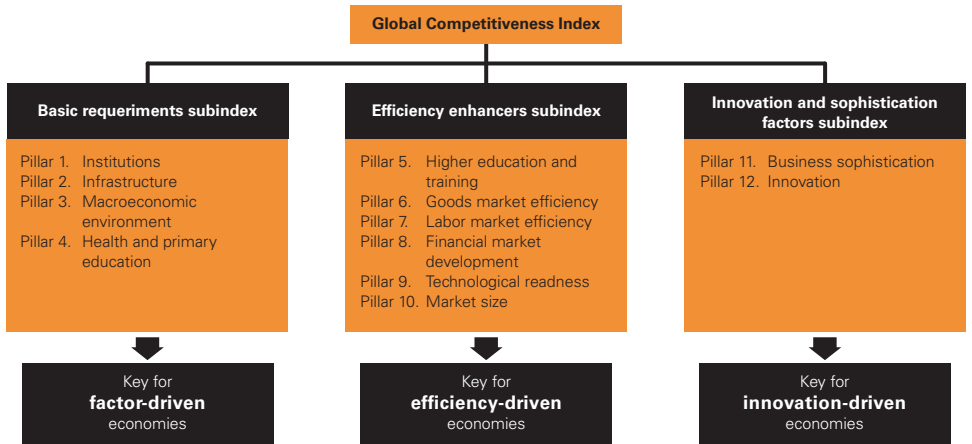 Global Competitiveness Index
Basic requeriments subindex
Pillar 1. Institutions
Pillar 2. Infrastructure
Pillar 3. Macroeconomic
environment
Pillar 4. Health and primary
education
Key for
factor-driven
economies
Efficiency enhancers subindex
Pillar 5. Higher education and
training
Pillar 6. Goods market efficiency
Pillar 7. Labor market efficiency
Pillar 8. Financial market
development
Pillar 9. Technological readness
Pillar 10. Market size
Key for
efficiency-driven
economies
Innovation and sophistication
factors subindex
Pillar 11. Business sophistication
Pillar 12. Innovation
Key for
innovation-driven
economies